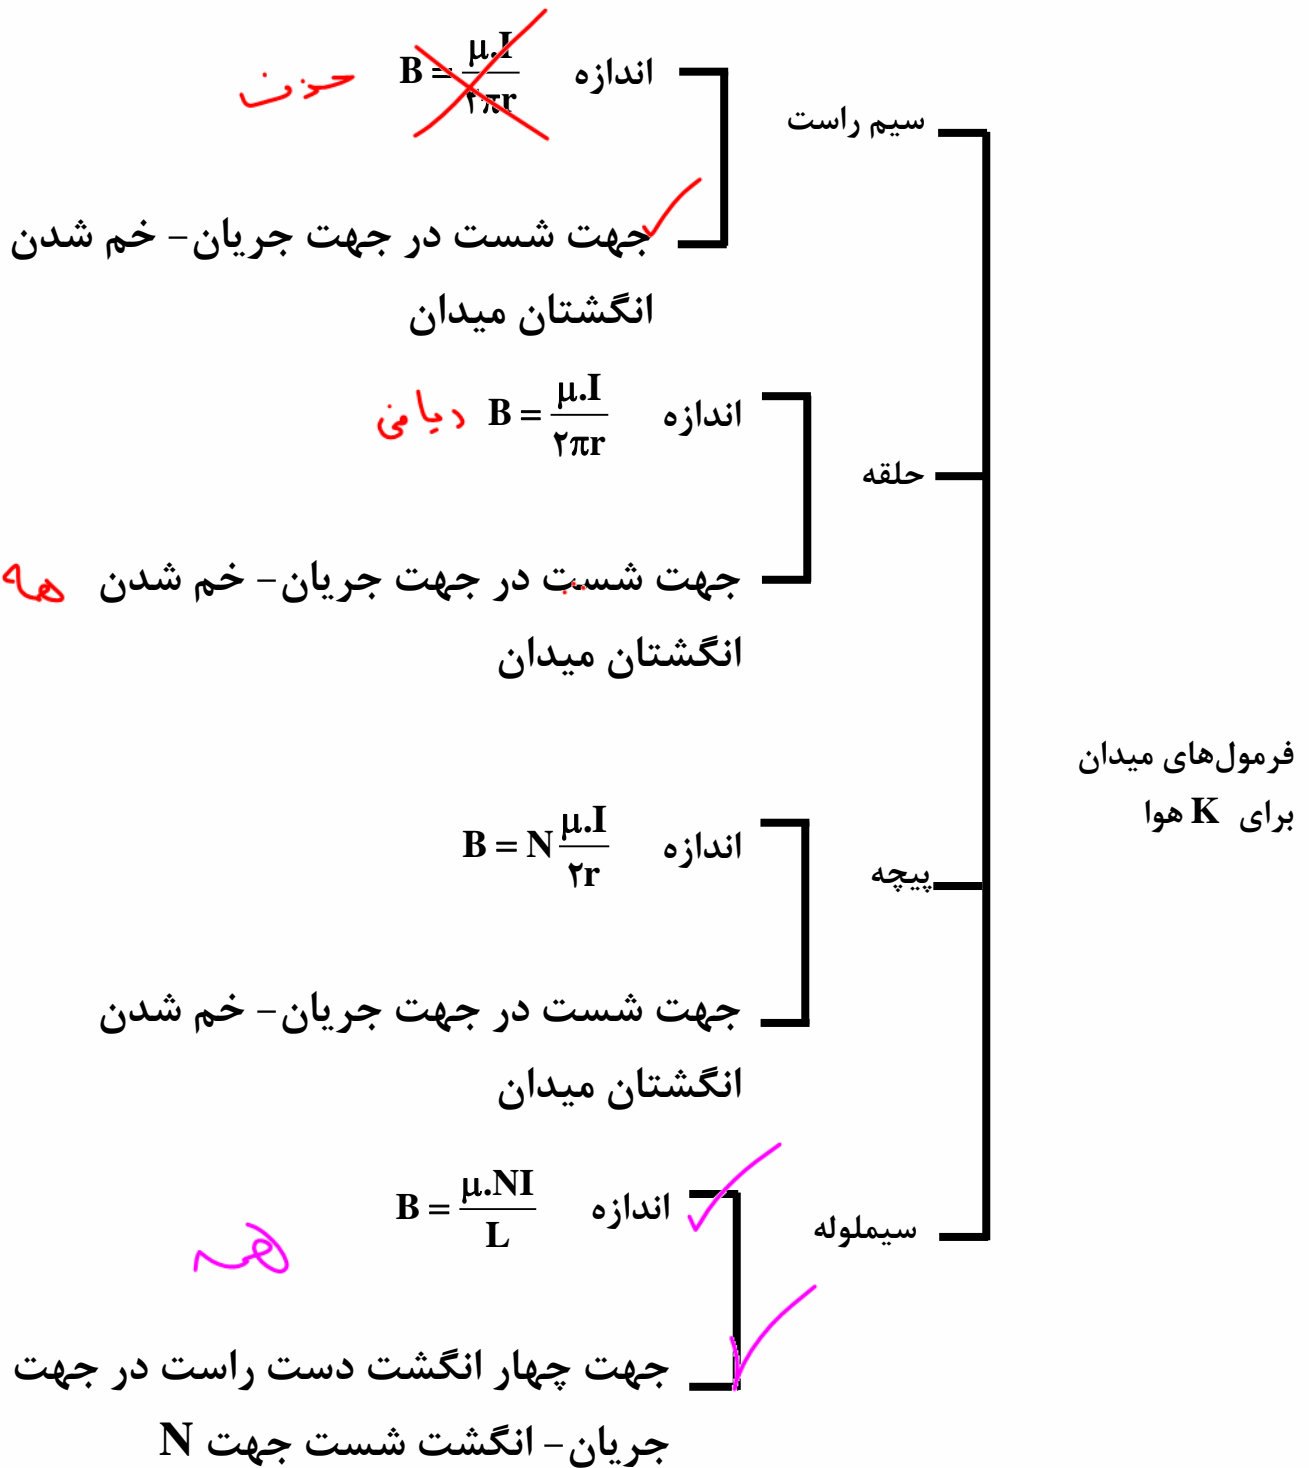 فرمول‌های میدان
برای K هوا
سیم راست
اندازه B = μ.I / ۲πr حذف
جهت شست در جهت جریان- خم شدن
انگشتان میدان
حلقه
اندازه B = μ.I / ۲πr ریاضی
جهت شست در جهت جریان- خم شدن همه
انگشتان میدان
پیچه
اندازه B = N μ.I / ۲r
جهت شست در جهت جریان- خم شدن
انگشتان میدان
سیملوله
اندازه B = μ.NI / L
همه
جهت چهار انگشت دست راست در جهت
جریان- انگشت شست جهت N